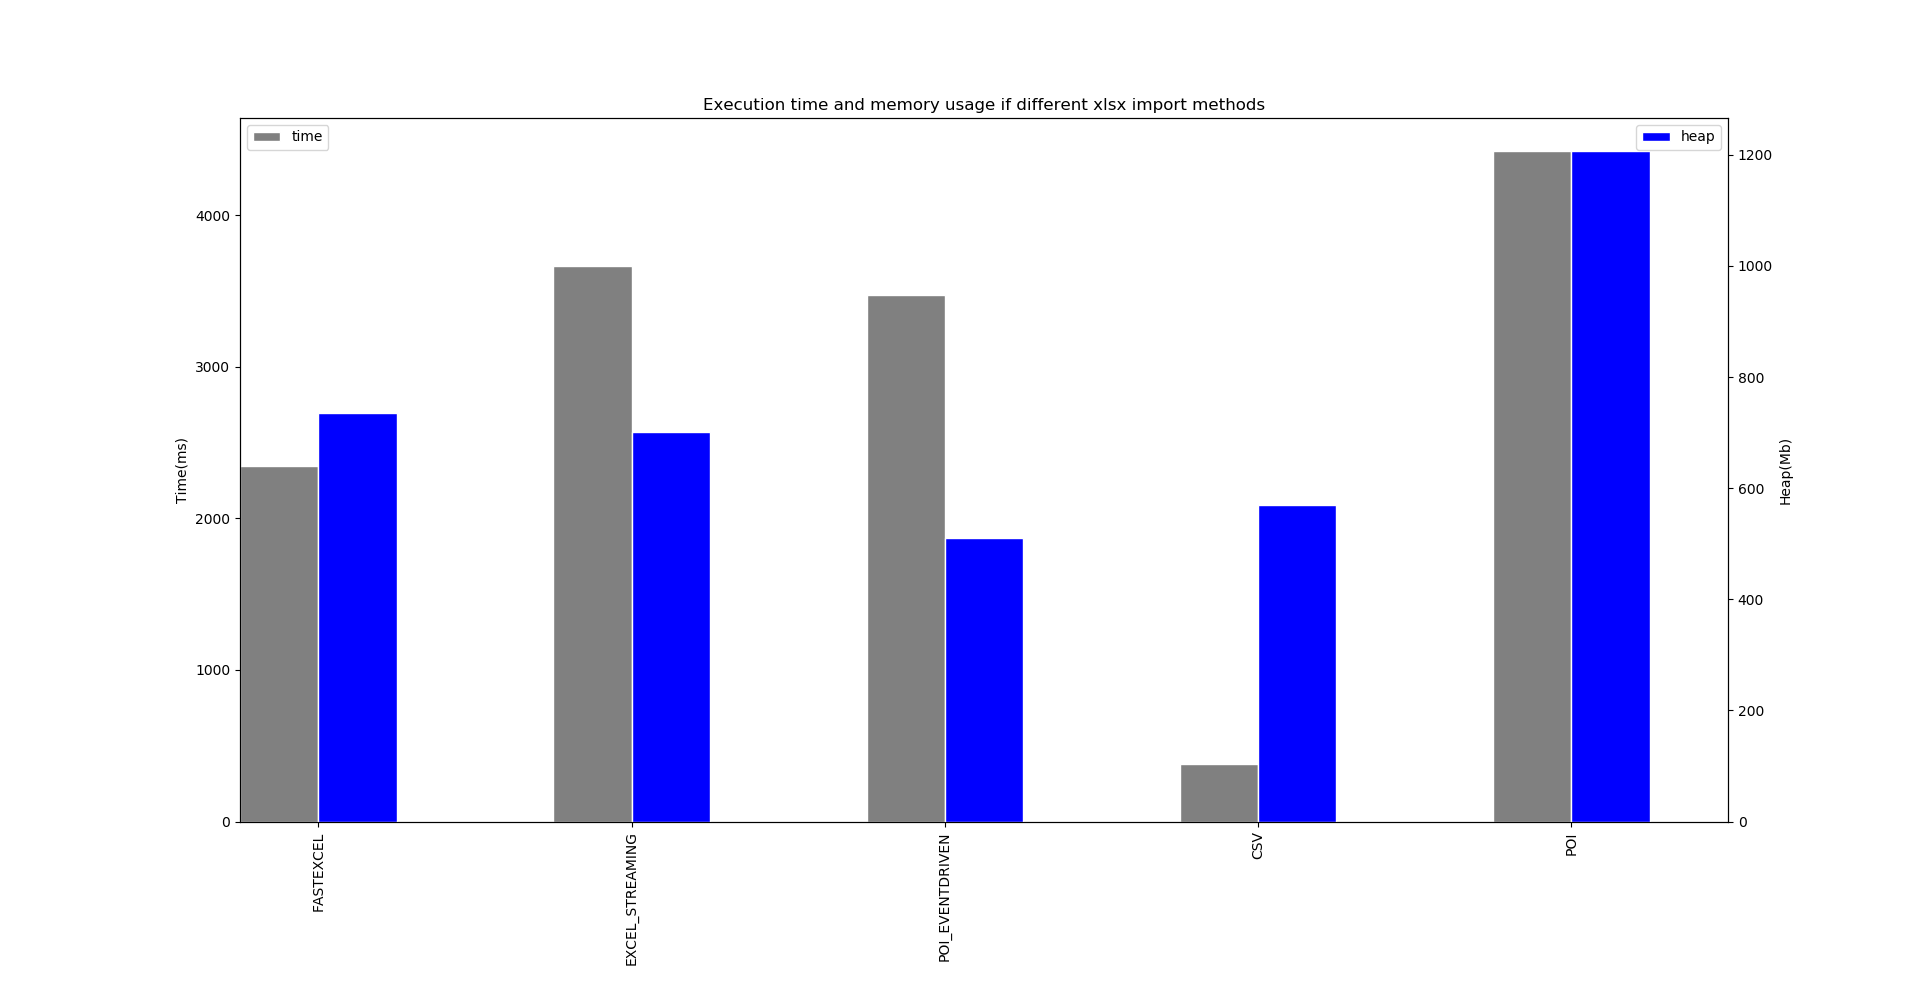 Execution time and memory usage if different xlsx import methods
time
heap
Time(ms)
4000
3000
2000
1000
0
1200
1000
800
600
400
200
0
Heap(Mb)
FASTEXCEL
EXCEL_STREAMING
POI_EVENTDRIVEN
CSV
POI